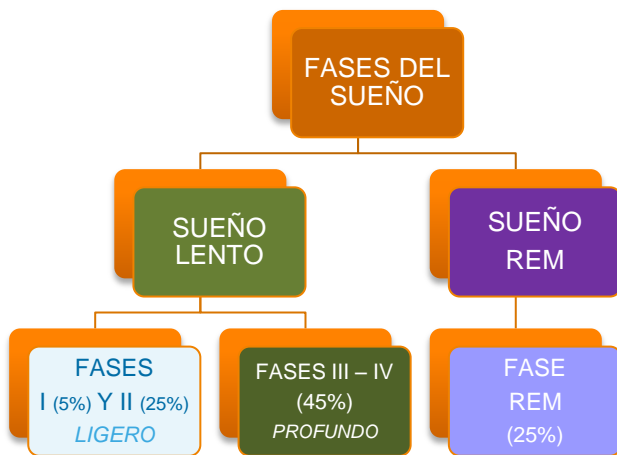 FASES DEL
SUEÑO
SUEÑO
LENTO
SUEÑO
REM
FASES
I (5%) Y II (25%)
LIGERO
FASES III – IV
(45%)
PROFUNDO
FASE
REM
(25%)